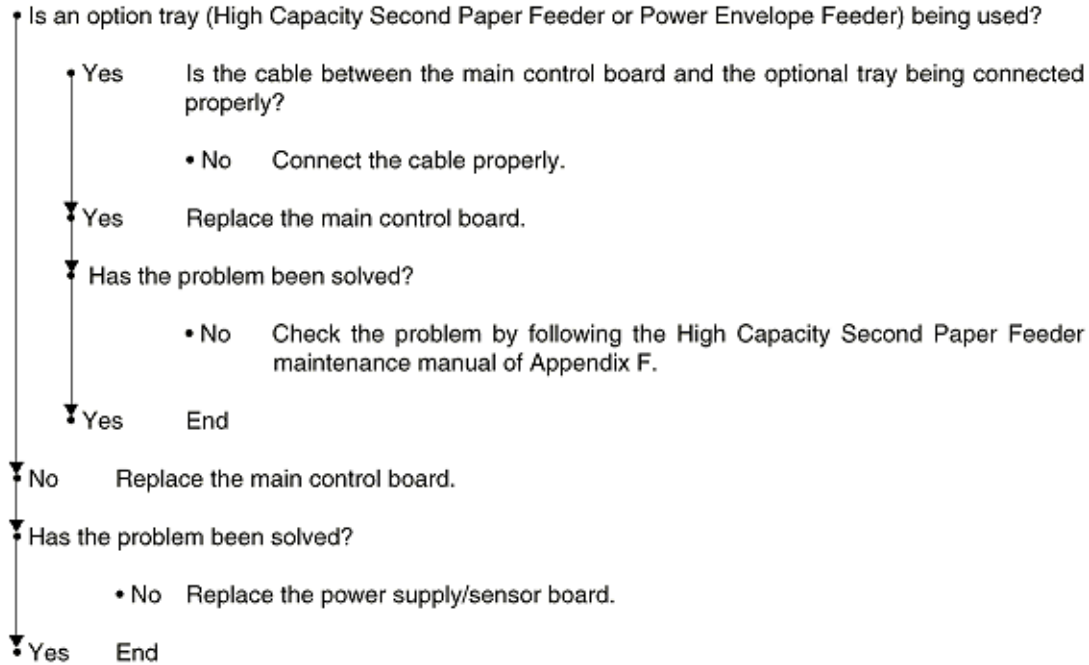 • Is an option tray (High Capacity Second Paper Feeder or Power Envelope Feeder) being used?
• Yes Is the cable between the main control board and the optional tray being connected
properly?
• No Connect the cable properly.
• Yes Replace the main control board.
• Has the problem been solved?
• No Check the problem by following the High Capacity Second Paper Feeder
maintenance manual of Appendix F.
• Yes End
• No Replace the main control board.
• Has the problem been solved?
• No Replace the power supply/sensor board.
• Yes End